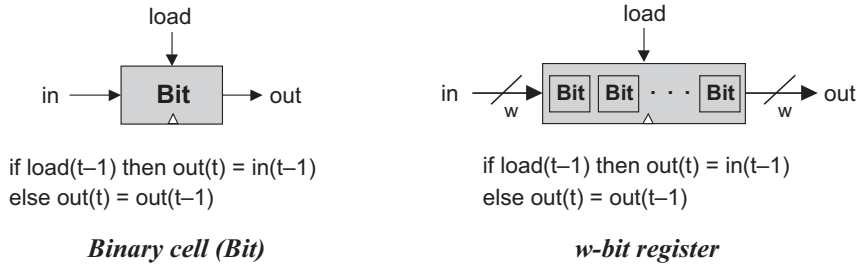 load
in
Bit
out
if load(t–1) then out(t) = in(t–1)
else out(t) = out(t–1)
Binary cell (Bit)
load
in
w
Bit Bit · · · Bit
w
out
if load(t–1) then out(t) = in(t–1)
else out(t) = out(t–1)
w-bit register